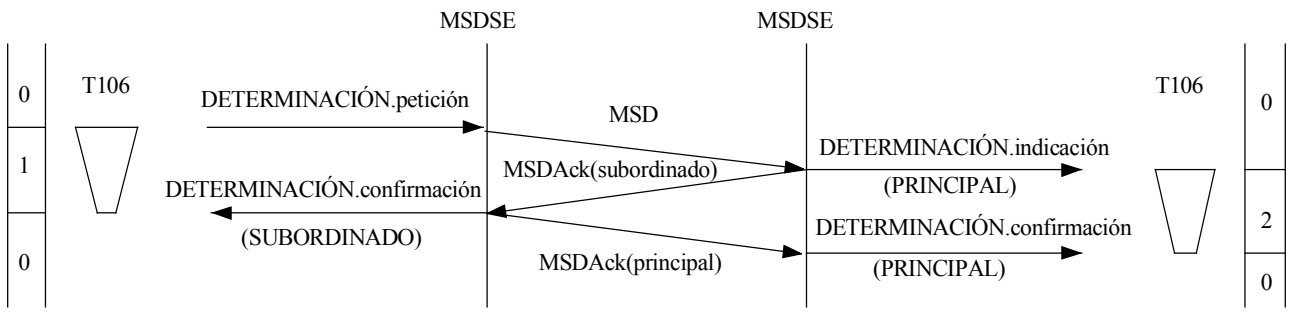 MSDSE MSDSE
T106 T106
0 0
DETERMINACIÓN.petición
MSD
DETERMINACIÓN.indicación
1
MSDAck(subordinado)
DETERMINACIÓN.confirmación
(PRINCIPAL)
2
(SUBORDINADO)
DETERMINACIÓN.confirmación
0
MSDAck(principal)
(PRINCIPAL)
0